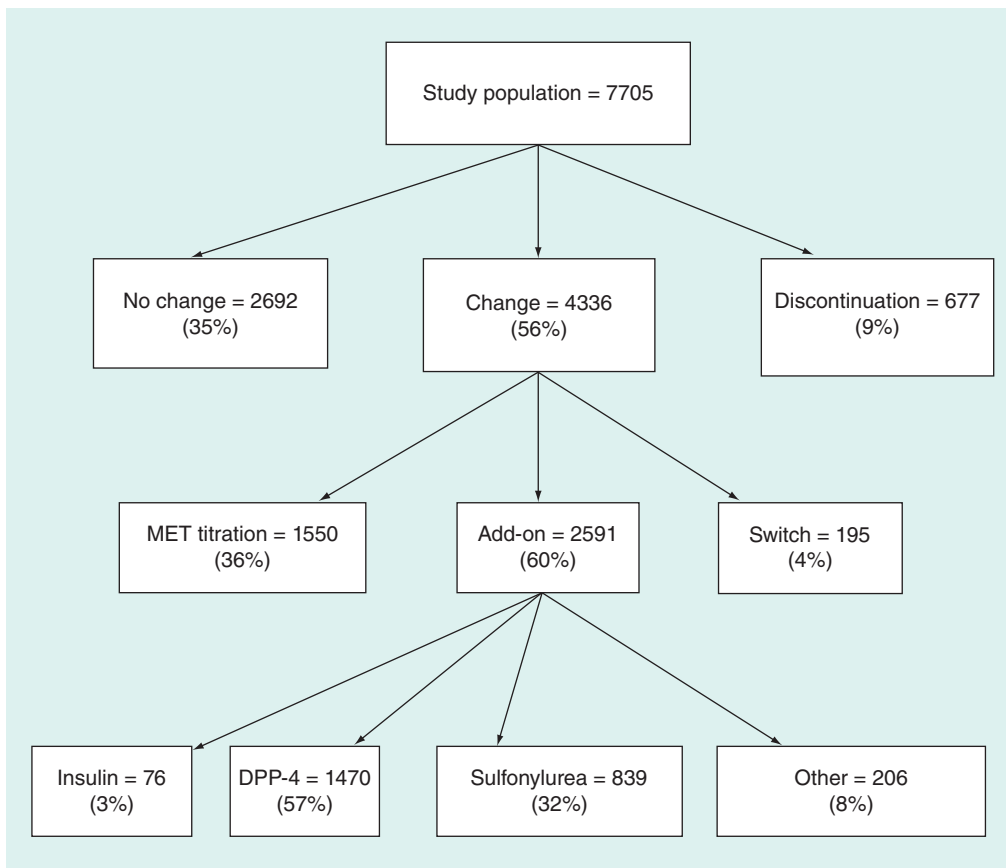 Study population = 7705
No change = 2692
(35%)
Change = 4336
(56%)
Discontinuation = 677
(9%)
MET titration = 1550
(36%)
Add-on = 2591
(60%)
Switch = 195
(4%)
Insulin = 76
(3%)
DPP-4 = 1470
(57%)
Sulfonylurea = 839
(32%)
Other = 206
(8%)